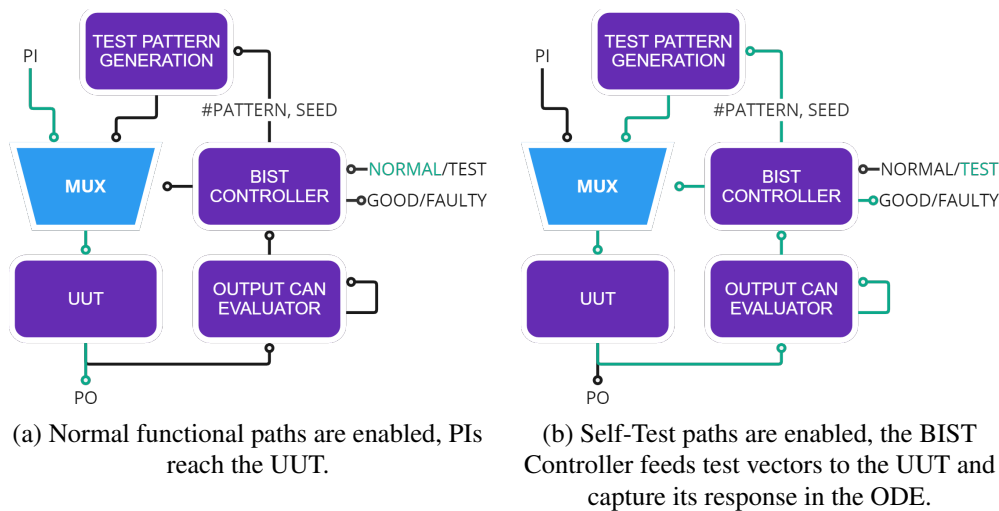 TEST PATTERN
GENERATION
PI
#PATTERN, SEED
MUX
BIST
CONTROLLER
NORMAL/TEST
GOOD/FAULTY
UUT
OUTPUT CAN
EVALUATOR
PO
(a) Normal functional paths are enabled, PIs
reach the UUT.
TEST PATTERN
GENERATION
PI
#PATTERN, SEED
MUX
BIST
CONTROLLER
NORMAL/TEST
GOOD/FAULTY
UUT
OUTPUT CAN
EVALUATOR
PO
(b) Self-Test paths are enabled, the BIST
Controller feeds test vectors to the UUT and
capture its response in the ODE.